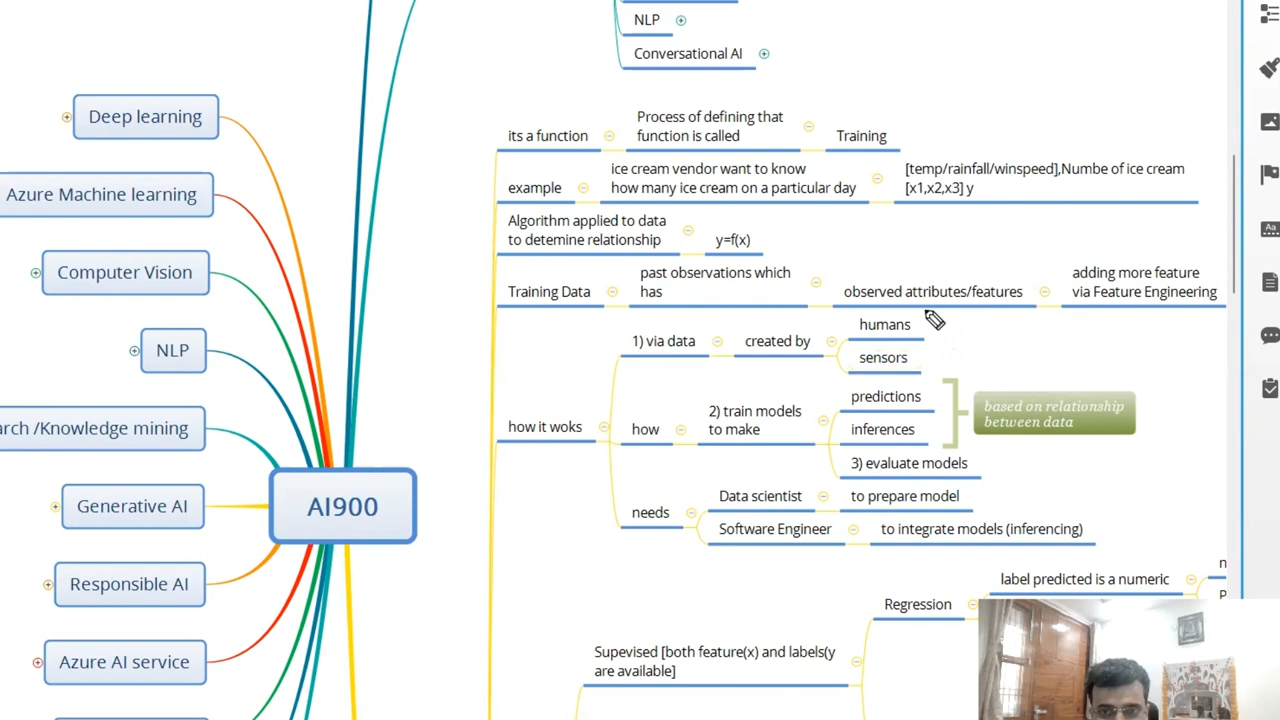 NLP
Conversational AI
Deep learning
Azure Machine learning
Computer Vision
NLP
arch /Knowledge mining
Generative AI
Responsible AI
Azure AI service
AI900
its a function
Process of defining that
function is called
Training
example
ice cream vendor want to know
how many ice cream on a particular day
[temp/rainfall/winspeed],Numbe of ice cream
[x1,x2,x3] y
Algorithm applied to data
to detemine relationship
y=f(x)
Training Data
past observations which
has
observed attributes/features
adding more feature
via Feature Engineering
how it woks
1) via data
created by
humans
sensors
how
2) train models
to make
predictions
inferences
3) evaluate models
based on relationship
between data
needs
Data scientist
to prepare model
Software Engineer
to integrate models (inferencing)
Supevised [both feature(x) and labels(y
are available]
Regression
label predicted is a numeric
Aa